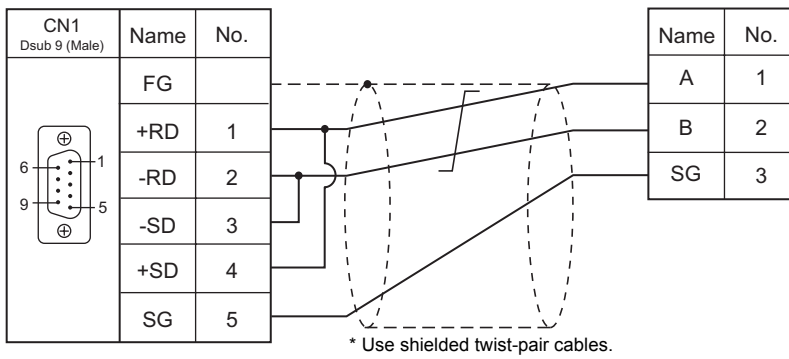 CN1
Dsub 9 (Male)
Name No.
FG
+RD 1
-RD 2
-SD 3
+SD 4
SG 5
6
1
9
5
Name No.
A 1
B 2
SG 3
* Use shielded twist-pair cables.